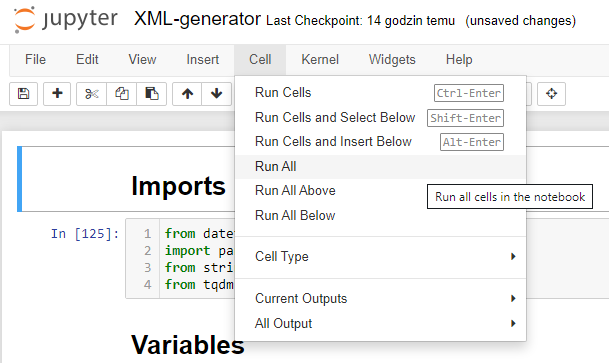 jupyter XML-generator Last Checkpoint: 14 godzin temu (unsaved changes)
File Edit View Insert Cell Kernel Widgets Help
Run Cells Ctrl-Enter
Run Cells and Select Below Shift-Enter
Run Cells and Insert Below Alt-Enter
Run All
Run All Above
Run All Below
Run all cells in the notebook
Cell Type
Current Outputs
All Output
Imports
In [125]:
1 from date
2 import pa
3 from stri
4 from tqdm
Variables